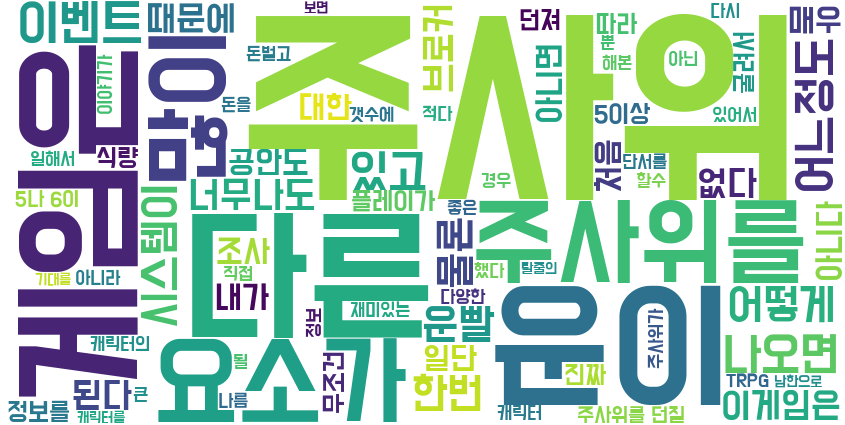 이벤트
때문에
보면
돈벌고
브로커
던져
따라
다시
매우
주사위
게임의
이야기가
돈을
대한
갯수에
적다
아니면
뿐
해본
아닌
있어서
굴려서
어느정도
일해서
식량
공안도
너무나도
있고
플레이가
경우
처음
5이상
단서를
할수
없다
5나 6이
시스템이
조사
직접
내가
다른
좋은
물론
했다
탈출의
주사위를
아니다
기대를
아니라
정보
재미있는
다양한
운빨
운이
주사위가
어떻게
캐릭터의
요소가
될
무조건
일단
진짜
나오면
정보를
된다
큰
캐릭터를
나름
한번
캐릭터
주사위를 던질
TRPG
남한으로
이게임은